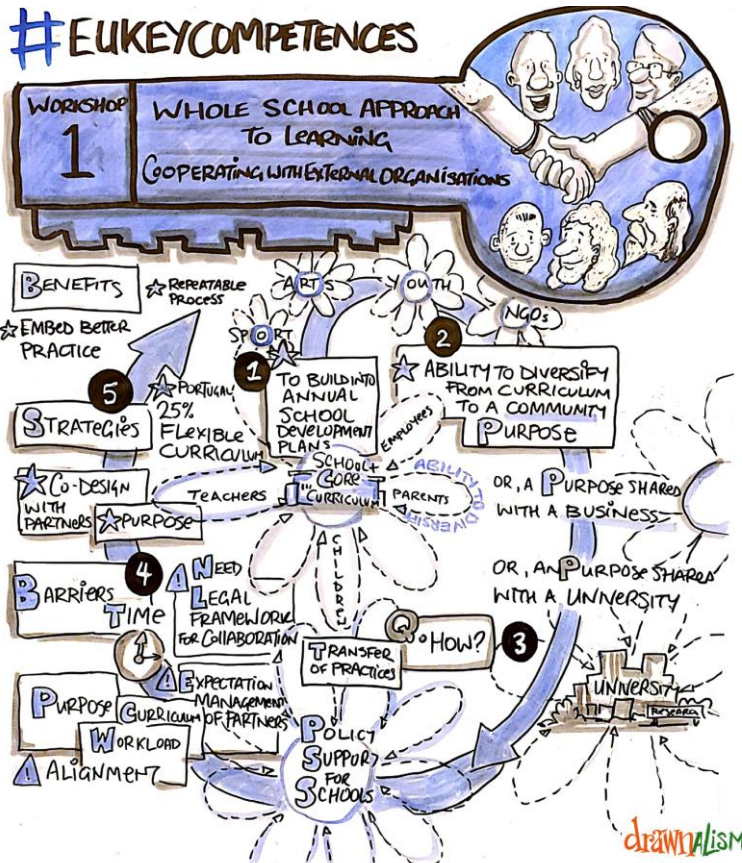 #EUKEYCOMPETENCES
WORKSHOP
1
WHOLE SCHOOL APPROACH
TO LEARNING
COOPERATING WITH EXTERNAL ORGANISATIONS
BENEFITS
REPEATABLE
PROCESS
EMBED BETTER
PRACTICE
SPORT
ARTS
YOUTH
NGOs
1
TO BUILD INTO
ANNUAL
SCHOOL
DEVELOPMENT
PLANS
2
ABILITY TO DIVERSIFY
FROM CURRICULUM
TO A COMMUNITY
PURPOSE
5
STRATEGIES
PORTUGAL
25%
FLEXIBLE
CURRICULUM
CO-DESIGN
WITH
PARTNERS
PURPOSE
SCHOOL+
CORE
CURRICULUM
TEACHERS
EMPLOYEES
PARENTS
CHILDREN
ABILITY TO DIVERSIFY
OR, A PURPOSE SHARED
WITH A BUSINESS
OR, AN PURPOSE SHARED
WITH A UNIVERSITY
UNIVERSITY
RESEARCH
3
Q. HOW?
TRANSFER
OF PRACTICES
4
BARRIERS
TIME
NEED
LEGAL
FRAMEWORK
FOR COLLABORATION
EXPECTATION
MANAGEMENT
OF PARTNERS
PURPOSE
CURRICULUM
WORKLOAD
ALIGNMENT
POLICY
SUPPORT
FOR
SCHOOLS
drawnalism